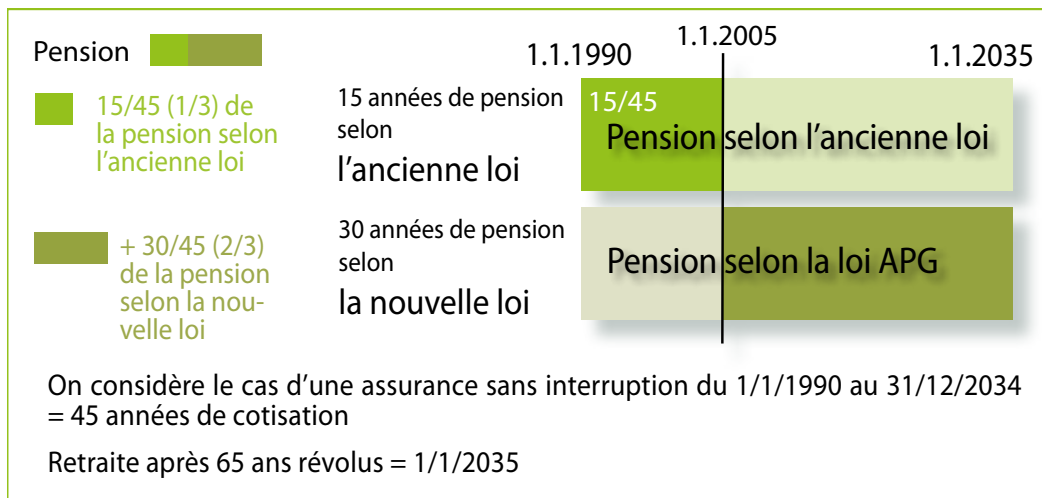 Pension
1.1.1990
1.1.2005
1.1.2035
15/45 (1/3) de
la pension selon
l’ancienne loi
15 années de pension
selon
l’ancienne loi
15/45
Pension selon l’ancienne loi
+ 30/45 (2/3)
de la pension
selon la nou-
velle loi
30 années de pension
selon
la nouvelle loi
Pension selon la loi APG
On considère le cas d’une assurance sans interruption du 1/1/1990 au 31/12/2034
= 45 années de cotisation
Retraite après 65 ans révolus = 1/1/2035